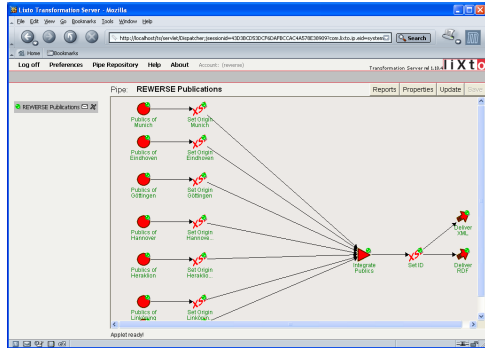 Lixto Transformation Server - Mozilla
File Edit View Go Bookmarks Tools Window Help
Search
Home Bookmarks
Log off Preferences Pipe Repository Help About Account: (rewerse)
Transformation Server
liXto
Pipe: REWERSE Publications
Reports Properties Update Save
REWERSE Publications
Publics of Munich
Set Origin Munich
Publics of Eindhoven
Set Origin Eindhoven
Publics of Göttingen
Set Origin Göttingen
Publics of Hannover
Set Origin Hannove...
Publics of Heraklion
Set Origin Heraklio...
Publics of Linköping
Set Origin Linköpin...
Integrate Publics
Set ID
Deliver XML
Deliver RDF
Applet ready!